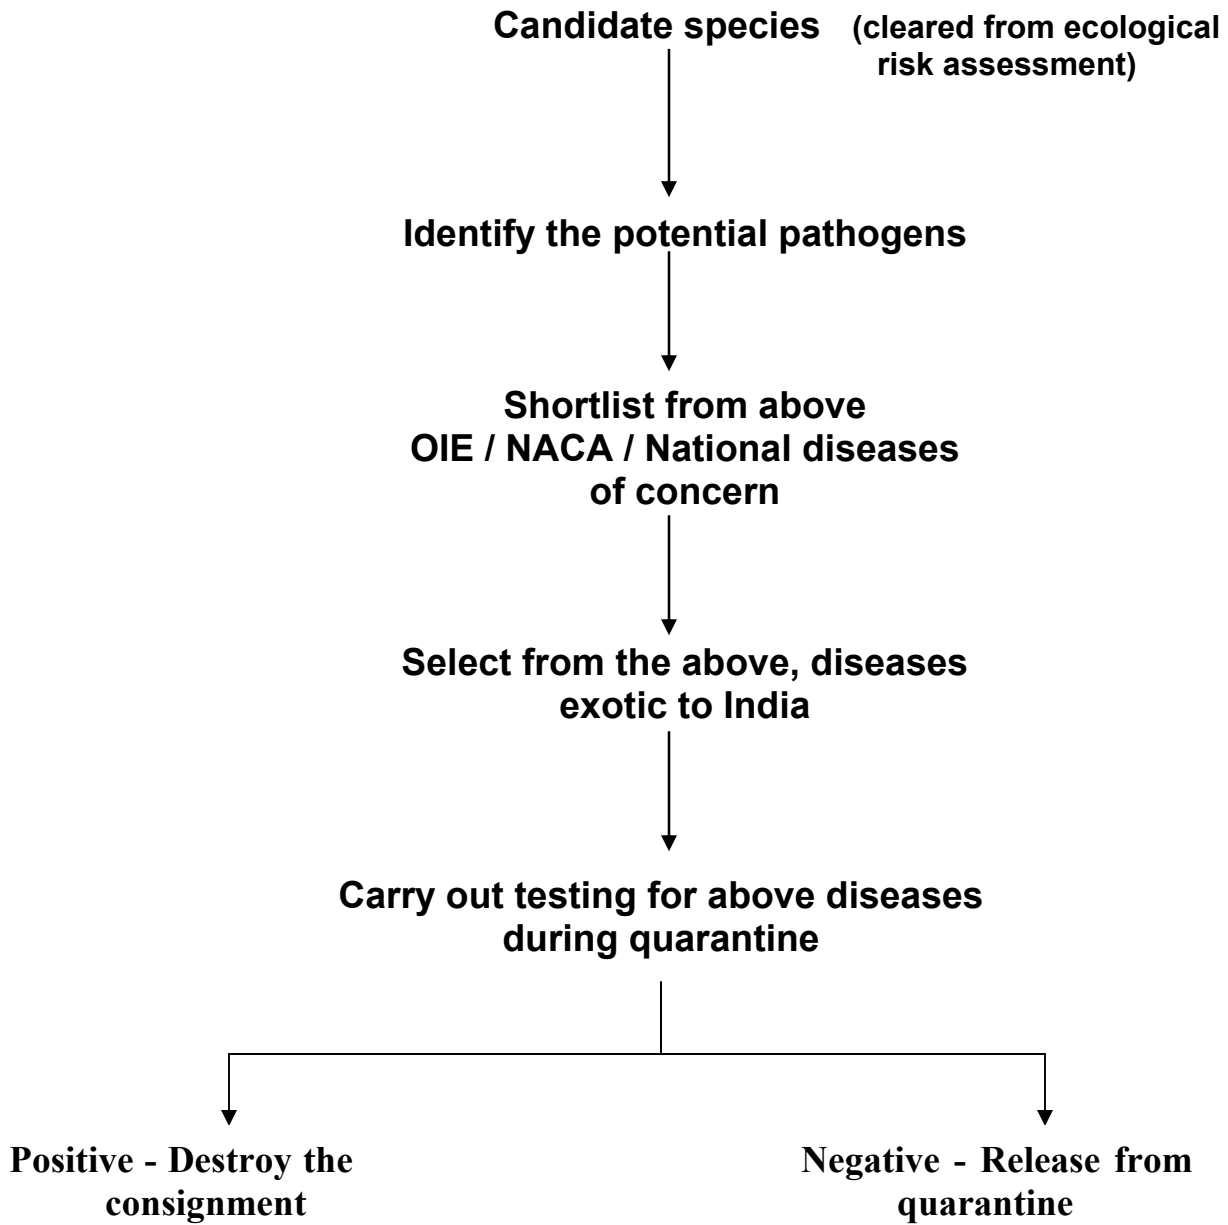 Candidate species (cleared from ecological
risk assessment)
Identify the potential pathogens
Shortlist from above
OIE / NACA / National diseases
of concern
Select from the above, diseases
exotic to India
Carry out testing for above diseases
during quarantine
Positive - Destroy the
consignment
Negative - Release from
quarantine